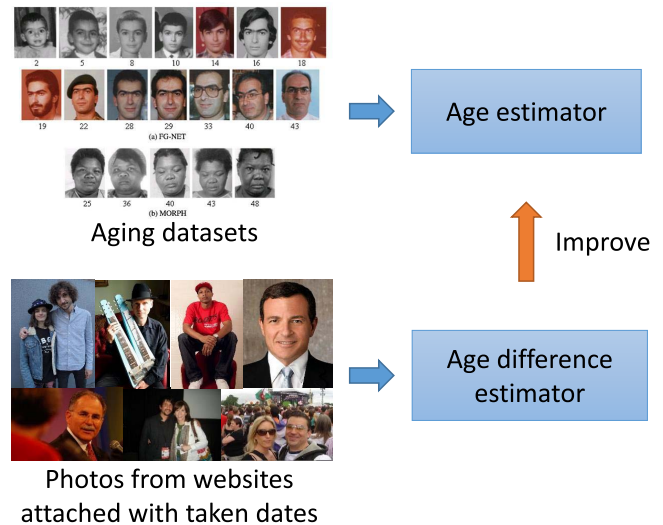 2 5 8 10 14 16 18
19 22 28 29 33 40 43
(a) FG-NET
25 36 40 43 48
(b) MORPH
Aging datasets
Age estimator
Improve
Age difference
estimator
Photos from websites
attached with taken dates